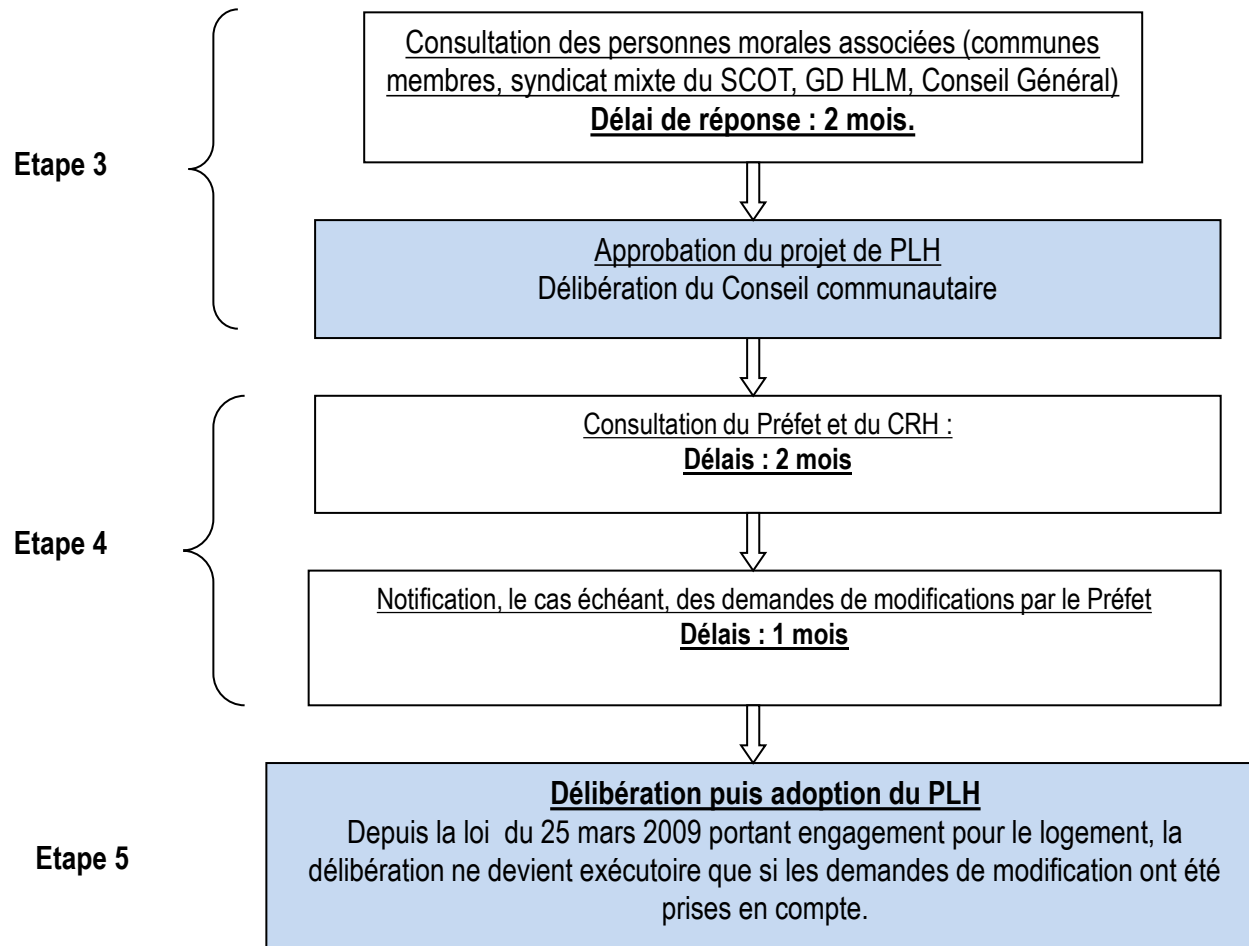 Consultation des personnes morales associées (communes
membres, syndicat mixte du SCOT, GD HLM, Conseil Général)
Délai de réponse : 2 mois.
Etape 3
Approbation du projet de PLH
Délibération du Conseil communautaire
Consultation du Préfet et du CRH :
Délais : 2 mois
Etape 4
Notification, le cas échéant, des demandes de modifications par le Préfet
Délais : 1 mois
Délibération puis adoption du PLH
Depuis la loi du 25 mars 2009 portant engagement pour le logement, la
Etape 5
délibération ne devient exécutoire que si les demandes de modification ont été
prises en compte.